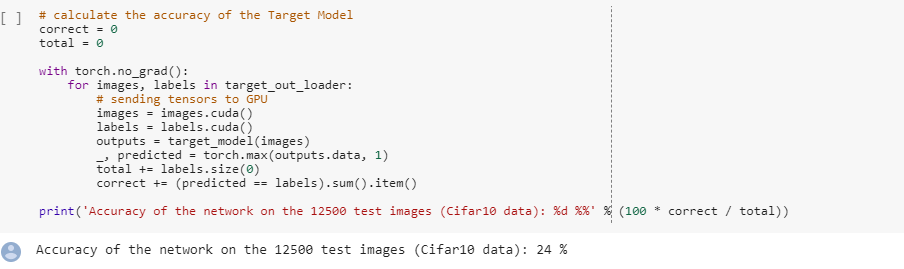 [ ] # calculate the accuracy of the Target Model
correct = 0
total = 0
with torch.no_grad():
for images, labels in target_out_loader:
# sending tensors to GPU
images = images.cuda()
labels = labels.cuda()
outputs = target_model(images)
_, predicted = torch.max(outputs.data, 1)
total += labels.size(0)
correct += (predicted == labels).sum().item()
print('Accuracy of the network on the 12500 test images (Cifar10 data): %d %%' % (100 * correct / total))
Accuracy of the network on the 12500 test images (Cifar10 data): 24 %